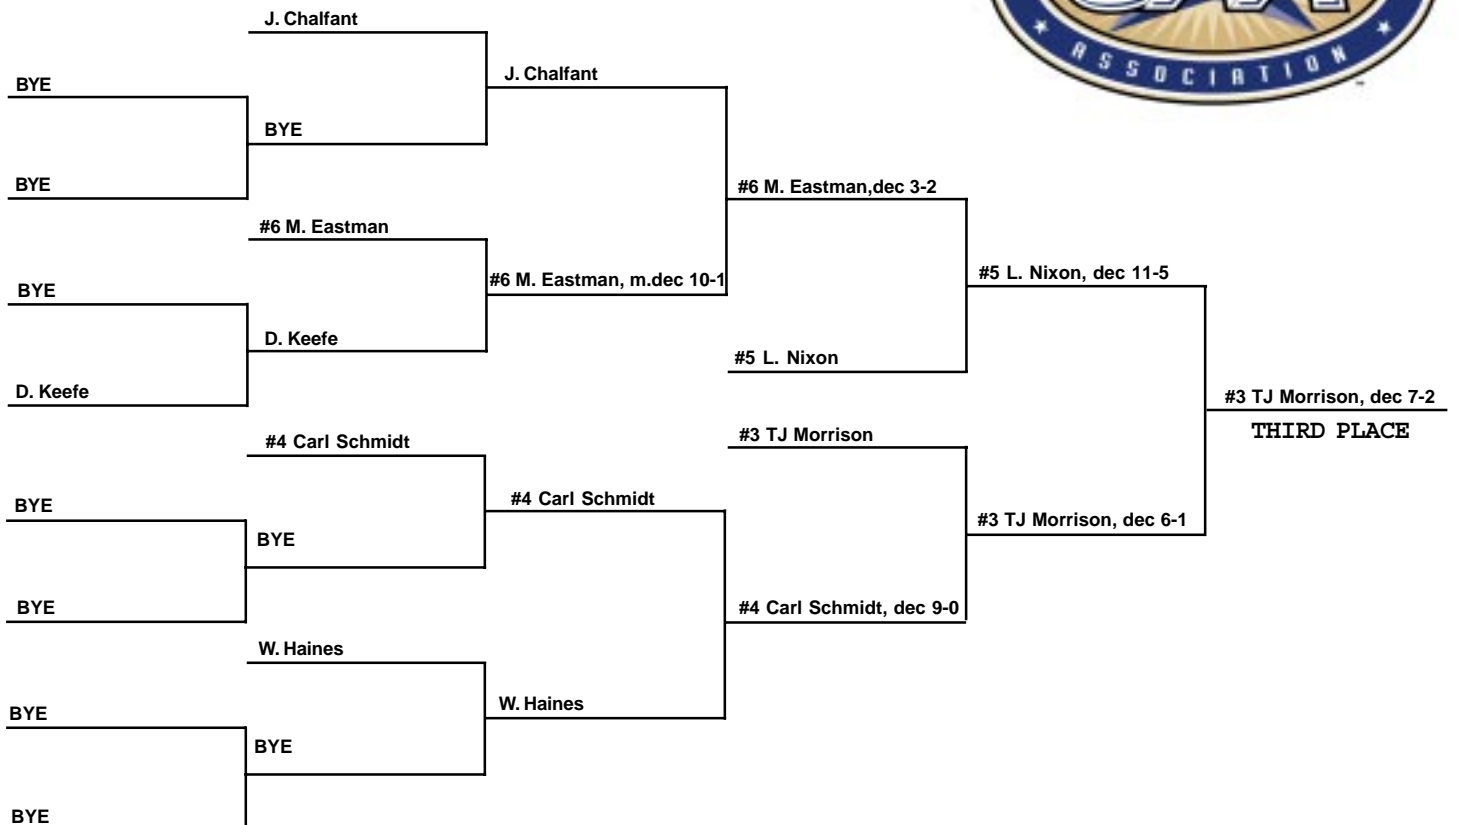 J. Chalfant
ASSOCIATION
BYE
J. Chalfant
BYE
BYE
#6 M. Eastman,dec 3-2
#6 M. Eastman
#6 M. Eastman, m.dec 10-1
#5 L. Nixon, dec 11-5
BYE
D. Keefe
#5 L. Nixon
D. Keefe
#3 TJ Morrison, dec 7-2
THIRD PLACE
#3 TJ Morrison
#4 Carl Schmidt
#4 Carl Schmidt
BYE
#3 TJ Morrison, dec 6-1
BYE
BYE
#4 Carl Schmidt, dec 9-0
W. Haines
W. Haines
BYE
BYE
BYE